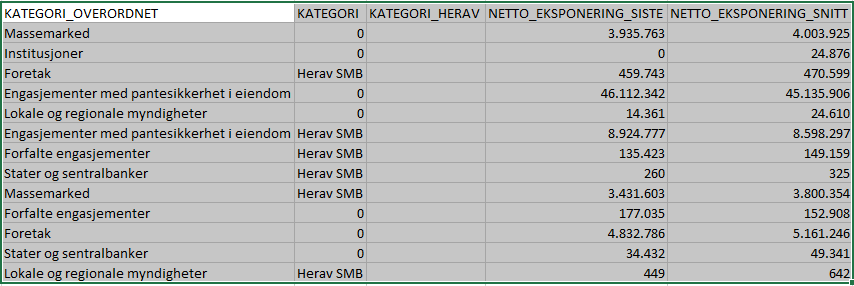 KATEGORI_OVERORDNET KATEGORI KATEGORI_HERAV NETTO_EKSPONERING_SISTE NETTO_EKSPONERING_SNITT
Massemarked 0 3.935.763 4.003.925
Institusjoner 0 0 24.876
Foretak Herav SMB 459.743 470.599
Engasjementer med pantesikkerhet i eiendom 0 46.112.342 45.135.906
Lokale og regionale myndigheter 0 14.361 24.610
Engasjementer med pantesikkerhet i eiendom Herav SMB 8.924.777 8.598.297
Forfalte engasjementer Herav SMB 135.423 149.159
Stater og sentralbanker Herav SMB 260 325
Massemarked Herav SMB 3.431.603 3.800.354
Forfalte engasjementer 0 177.035 152.908
Foretak 0 4.832.786 5.161.246
Stater og sentralbanker 0 34.432 49.341
Lokale og regionale myndigheter Herav SMB 449 642